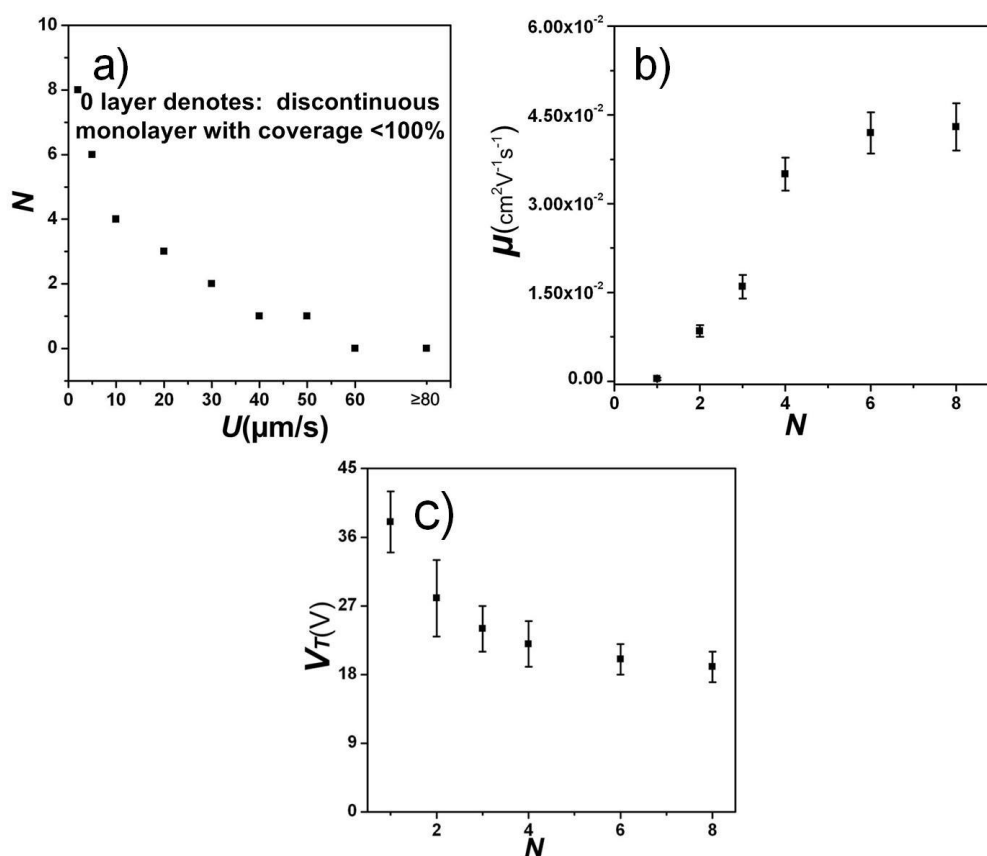 a)
0 layer denotes: discontinuous
monolayer with coverage <100%
N
10
8
6
4
2
0
0 10 20 30 40 50 60 ≥80
U(μm/s)
b)
μ(cm²V⁻¹s⁻¹)
6.00x10⁻²
4.50x10⁻²
3.00x10⁻²
1.50x10⁻²
0.00
0 2 4 6 8
N
c)
V_T(V)
45
36
27
18
9
0
2 4 6 8
N